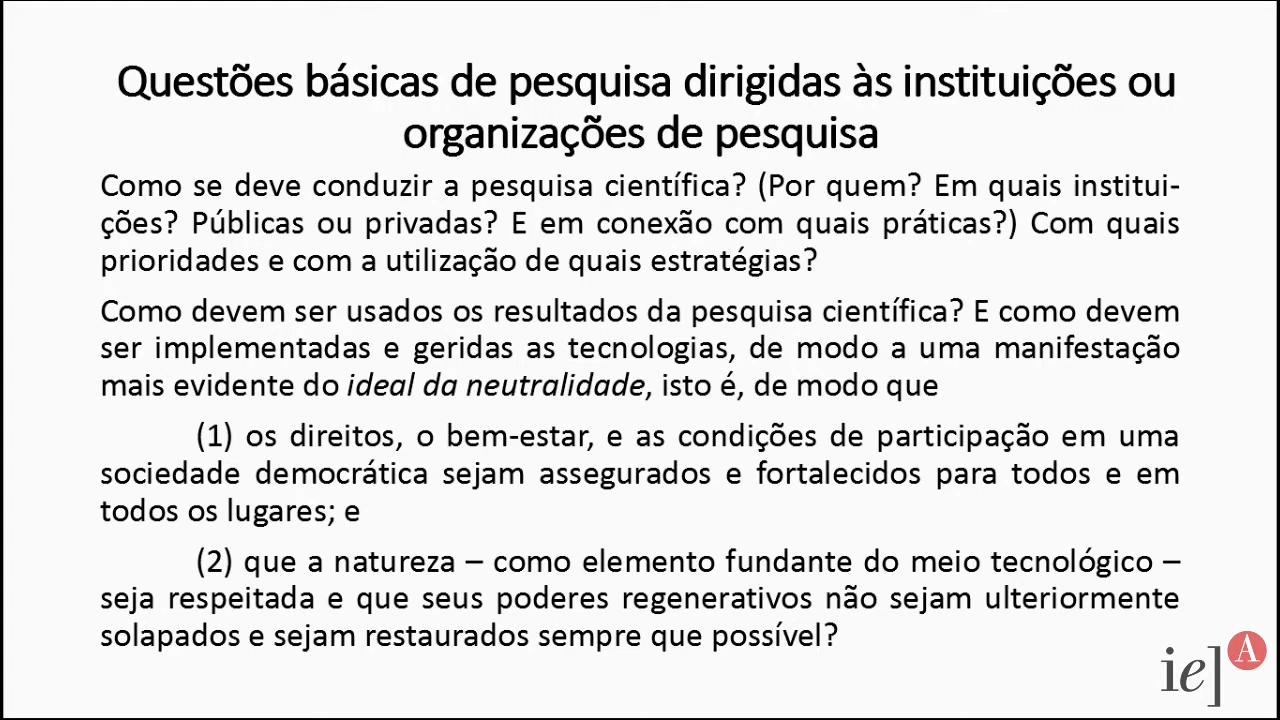 Questões básicas de pesquisa dirigidas às instituições ou
organizações de pesquisa
Como se deve conduzir a pesquisa científica? (Por quem? Em quais institui-
ções? Públicas ou privadas? E em conexão com quais práticas?) Com quais
prioridades e com a utilização de quais estratégias?
Como devem ser usados os resultados da pesquisa científica? E como devem
ser implementadas e geridas as tecnologias, de modo a uma manifestação
mais evidente do ideal da neutralidade, isto é, de modo que
(1) os direitos, o bem-estar, e as condições de participação em uma
sociedade democrática sejam assegurados e fortalecidos para todos e em
todos os lugares; e
(2) que a natureza – como elemento fundante do meio tecnológico –
seja respeitada e que seus poderes regenerativos não sejam ulteriormente
solapados e sejam restaurados sempre que possível?
ie] A